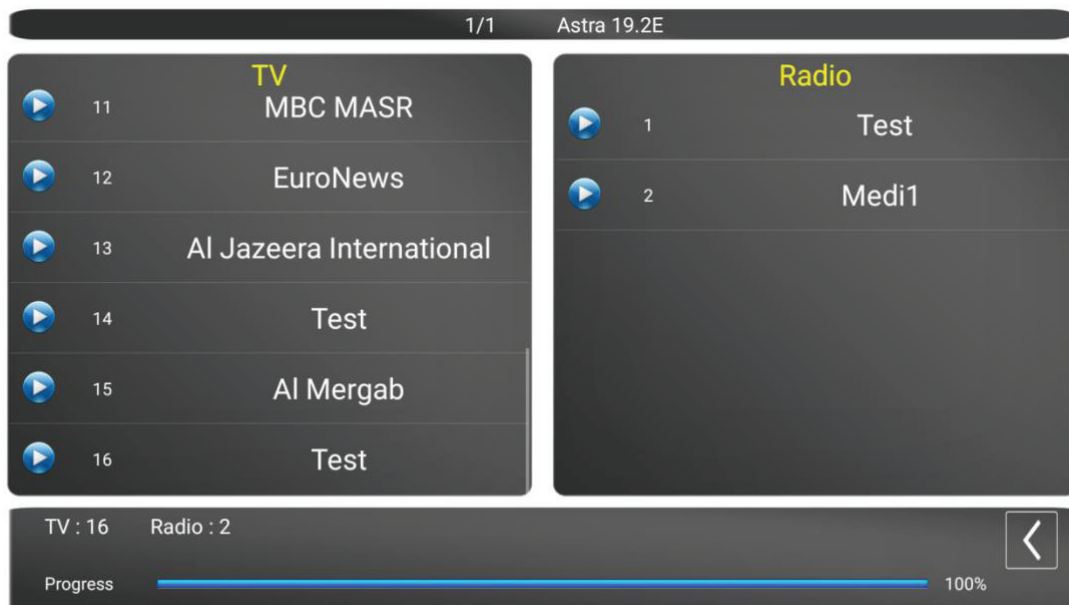 1/1 Astra 19.2E
TV
11 MBC MASR
12 EuroNews
13 Al Jazeera International
14 Test
15 Al Mergab
16 Test
Radio
1 Test
2 Medi1
TV : 16 Radio : 2
Progress 100%